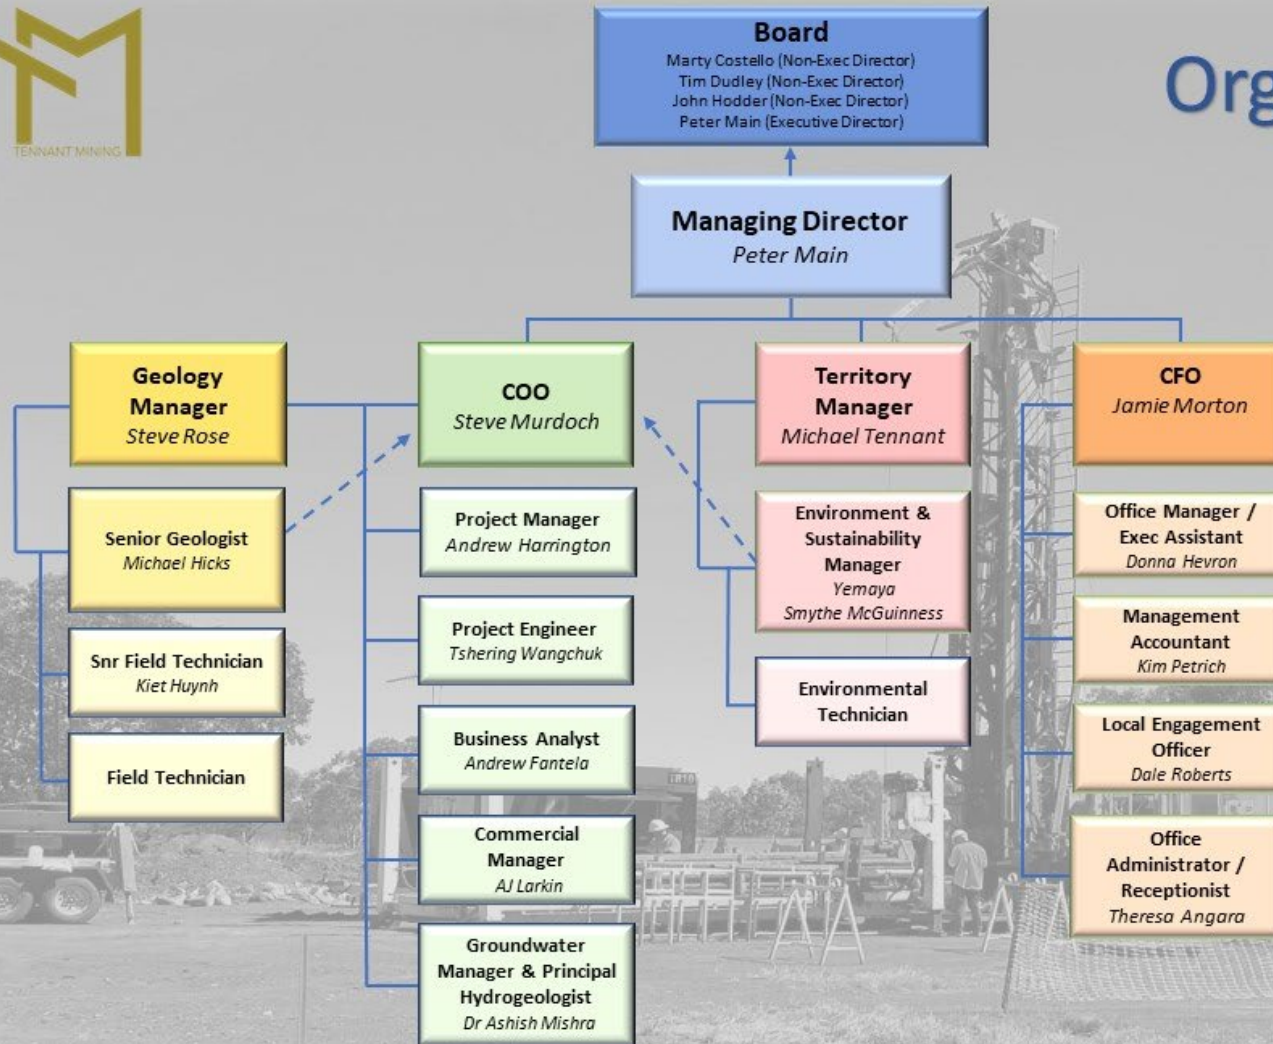 TENNANT MINING
Board
Marty Costello (Non-Exec Director)
Tim Dudley (Non-Exec Director)
John Hodder (Non-Exec Director)
Peter Main (Executive Director)
Org
Managing Director
Peter Main
Geology
Manager
Steve Rose
Senior Geologist
Michael Hicks
Snr Field Technician
Kiet Huynh
Field Technician
COO
Steve Murdoch
Project Manager
Andrew Harrington
Project Engineer
Tshering Wangchuk
Business Analyst
Andrew Fantela
Commercial
Manager
AJ Larkin
Groundwater
Manager & Principal
Hydrogeologist
Dr Ashish Mishra
Territory
Manager
Michael Tennant
Environment &
Sustainability
Manager
Yemaya
Smythe McGuinness
Environmental
Technician
CFO
Jamie Morton
Office Manager /
Exec Assistant
Donna Hevron
Management
Accountant
Kim Petrich
Local Engagement
Officer
Dale Roberts
Office
Administrator /
Receptionist
Theresa Angara